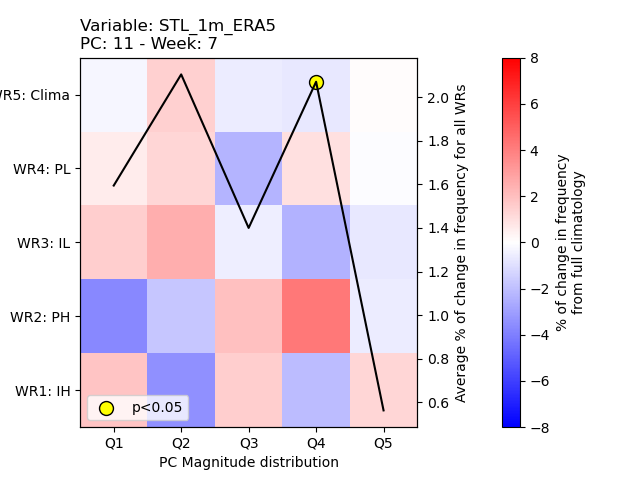 Variable: STL_1m_ERA5
PC: 11 - Week: 7
WR5: Clima
WR4: PL
WR3: IL
WR2: PH
WR1: IH
p<0.05
Q1 Q2 Q3 Q4 Q5
PC Magnitude distribution
2.0
1.8
1.6
1.4
1.2
1.0
0.8
0.6
Average % of change in frequency for all WRs
8
6
4
2
0
−2
−4
−6
−8
% of change in frequency
from full climatology